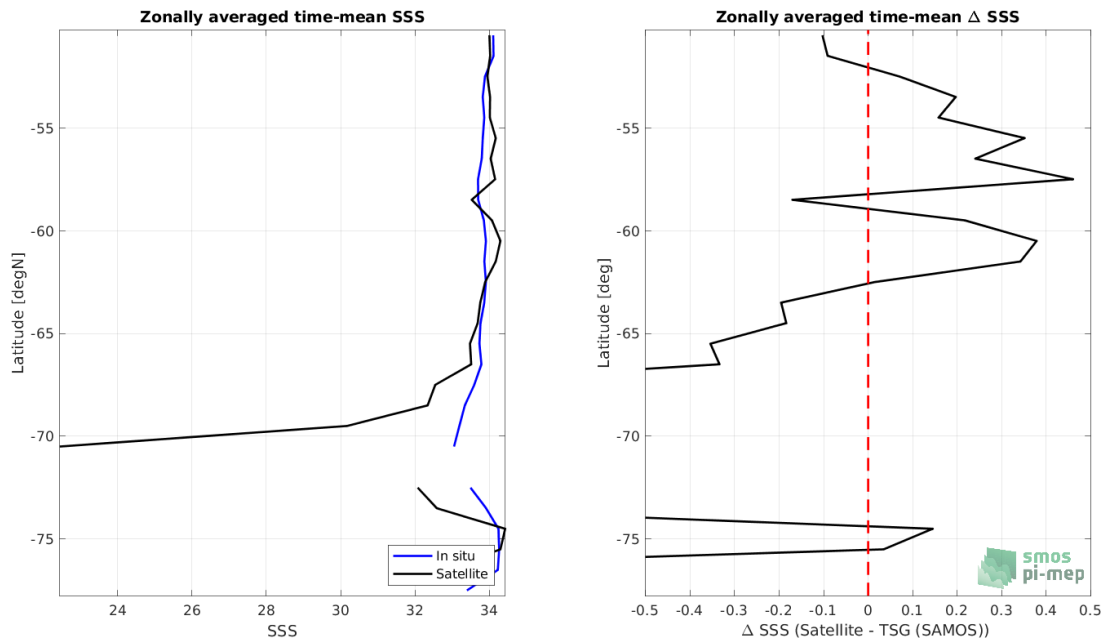 Zonally averaged time-mean SSS
Latitude [degN]
-55
-60
-65
-70
-75
24
26
28
30
32
34
SSS
In situ
Satellite
Zonally averaged time-mean Δ SSS
Latitude [deg]
-55
-60
-65
-70
-75
-0.5
-0.4
-0.3
-0.2
-0.1
0
0.1
0.2
0.3
0.4
0.5
Δ SSS (Satellite - TSG (SAMOS))
smos
pi-mep